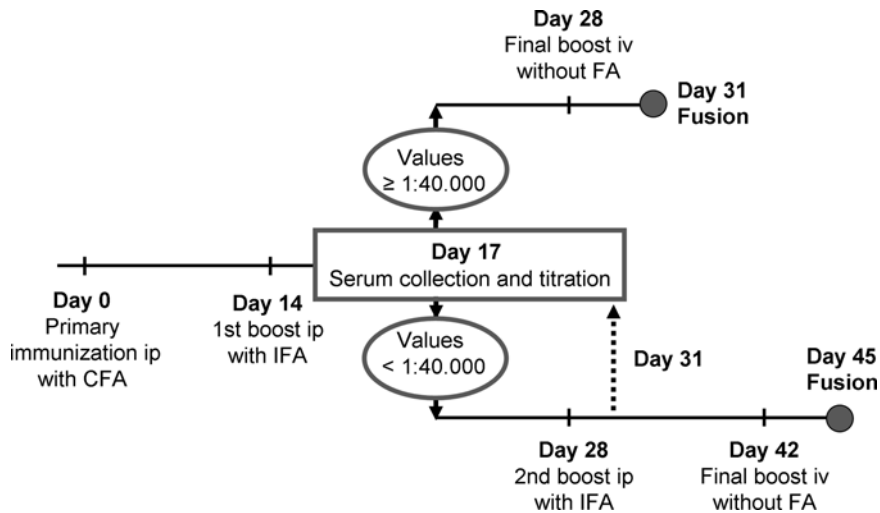 Day 28
Final boost iv
without FA
Day 31
Fusion
Values
≥ 1:40.000
Day 17
Serum collection and titration
Day 0
Primary
immunization ip
with CFA
Day 14
1st boost ip
with IFA
Values
< 1:40.000
Day 31
Day 45
Fusion
Day 28
2nd boost ip
with IFA
Day 42
Final boost iv
without FA